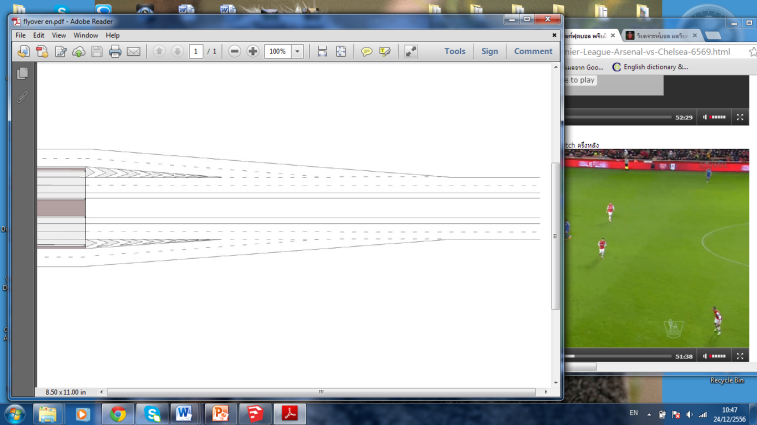 flyover en.pdf - Adobe Reader
File Edit View Window Help
1 / 1 100% Tools Sign Comment
8.50 x 11.00 in
mier-League-Arsenal-vs-Chelsea-6569.html
English dictionary &...
e to play
52:29
51:38
Recycle Bin
EN
10:47
24/12/2556